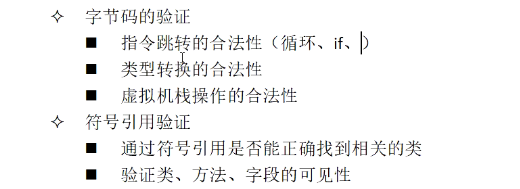 ✧ 字节码的验证
■ 指令跳转的合法性（循环、if、）
■ 类型转换的合法性
■ 虚拟机栈操作的合法性
✧ 符号引用验证
■ 通过符号引用是否能正确找到相关的类
■ 验证类、方法、字段的可见性